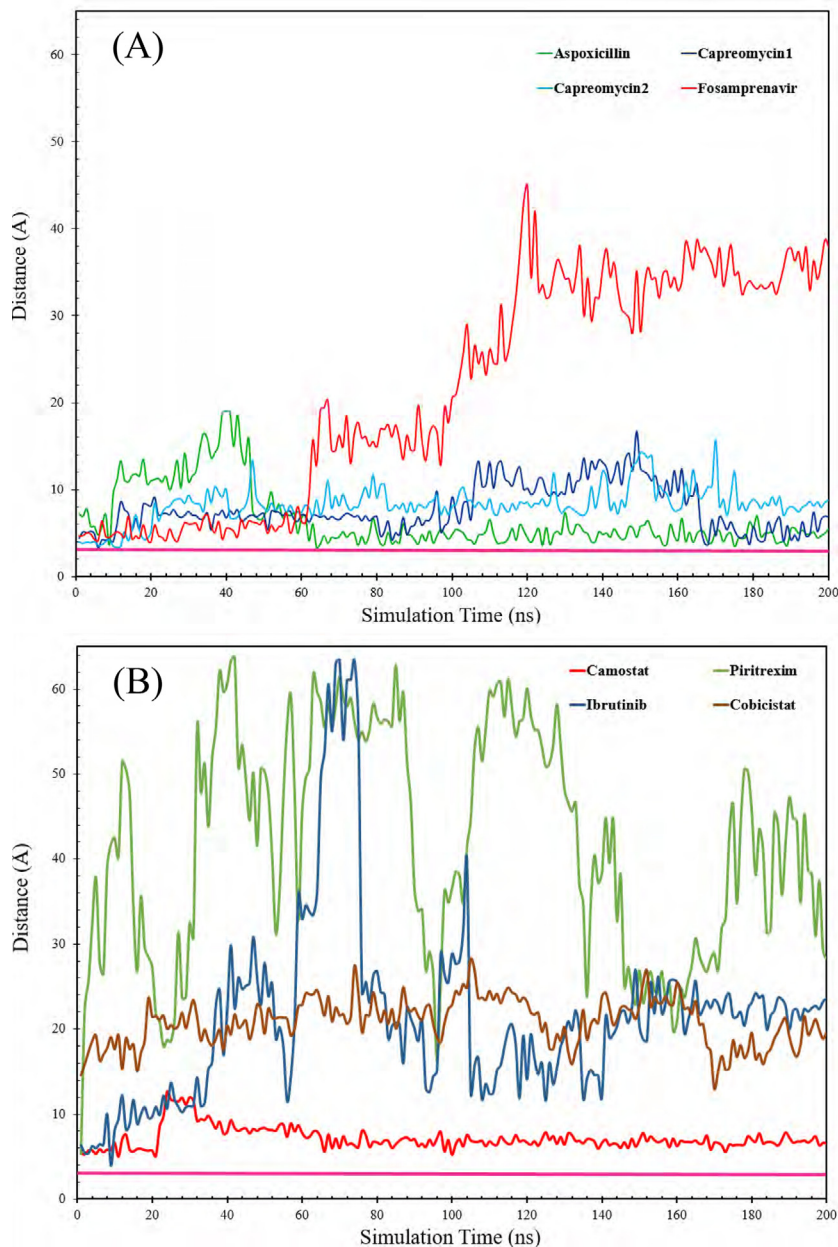 (A)
Aspoxicillin Capreomycin1
Capreomycin2 Fosamprenavir
Distance (A)
60
50
40
30
20
10
0
0 20 40 60 80 100 120 140 160 180 200
Simulation Time (ns)
(B)
Camostat Piritrexim
Ibrutinib Cobicistat
Distance (Å)
60
50
40
30
20
10
0
0 20 40 60 80 100 120 140 160 180 200
Simulation Time (ns)